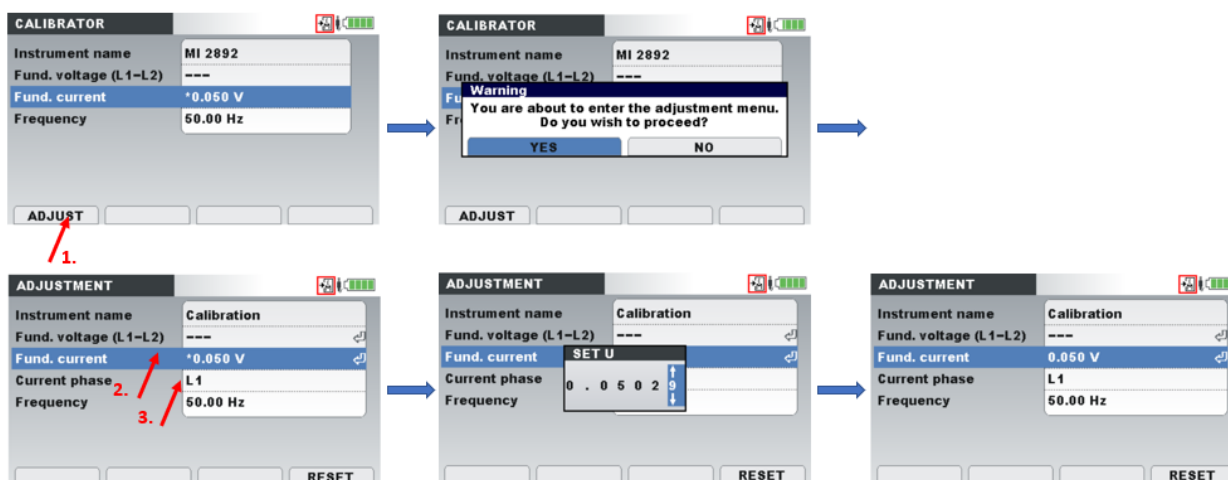 CALIBRATOR
Instrument name MI 2892
Fund. voltage (L1-L2) ---
Fund. current *0.050 V
Frequency 50.00 Hz
ADJUST
1.
CALIBRATOR
Instrument name MI 2892
Fund. voltage (L1-L2) ---
Fu
Warning
You are about to enter the adjustment menu.
Do you wish to proceed?
Fr
YES NO
ADJUST
ADJUSTMENT
Instrument name Calibration
Fund. voltage (L1-L2) ---
Fund. current *0.050 V
Current phase L1
Frequency 50.00 Hz
2.
3.
RESET
ADJUSTMENT
Instrument name Calibration
Fund. voltage (L1-L2) ---
Fund. current
SET U
Current phase
0.05029
Frequency
RESET
ADJUSTMENT
Instrument name Calibration
Fund. voltage (L1-L2) ---
Fund. current 0.050 V
Current phase L1
Frequency 50.00 Hz
RESET